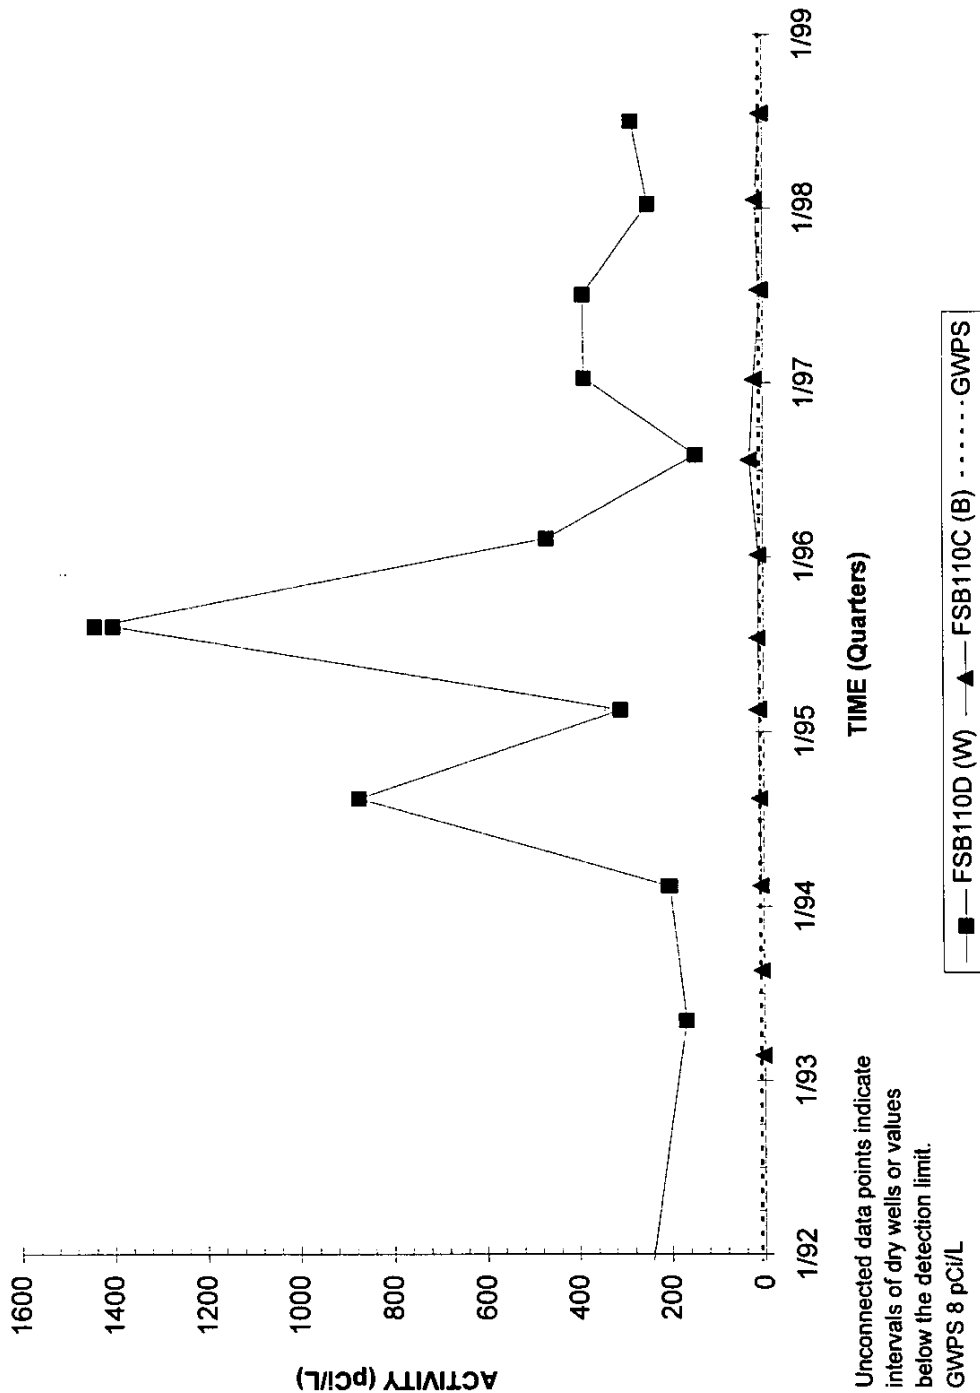 1600
1400
1200
1000
800
600
400
200
0
ACTIVITY (pCi/L)
1/92
1/93
1/94
1/95
1/96
1/97
1/98
1/99
TIME (Quarters)
Unconnected data points indicate
intervals of dry wells or values
below the detection limit.
GWPS 8 pCi/L
FSB110D (W) FSB110C (B) GWPS